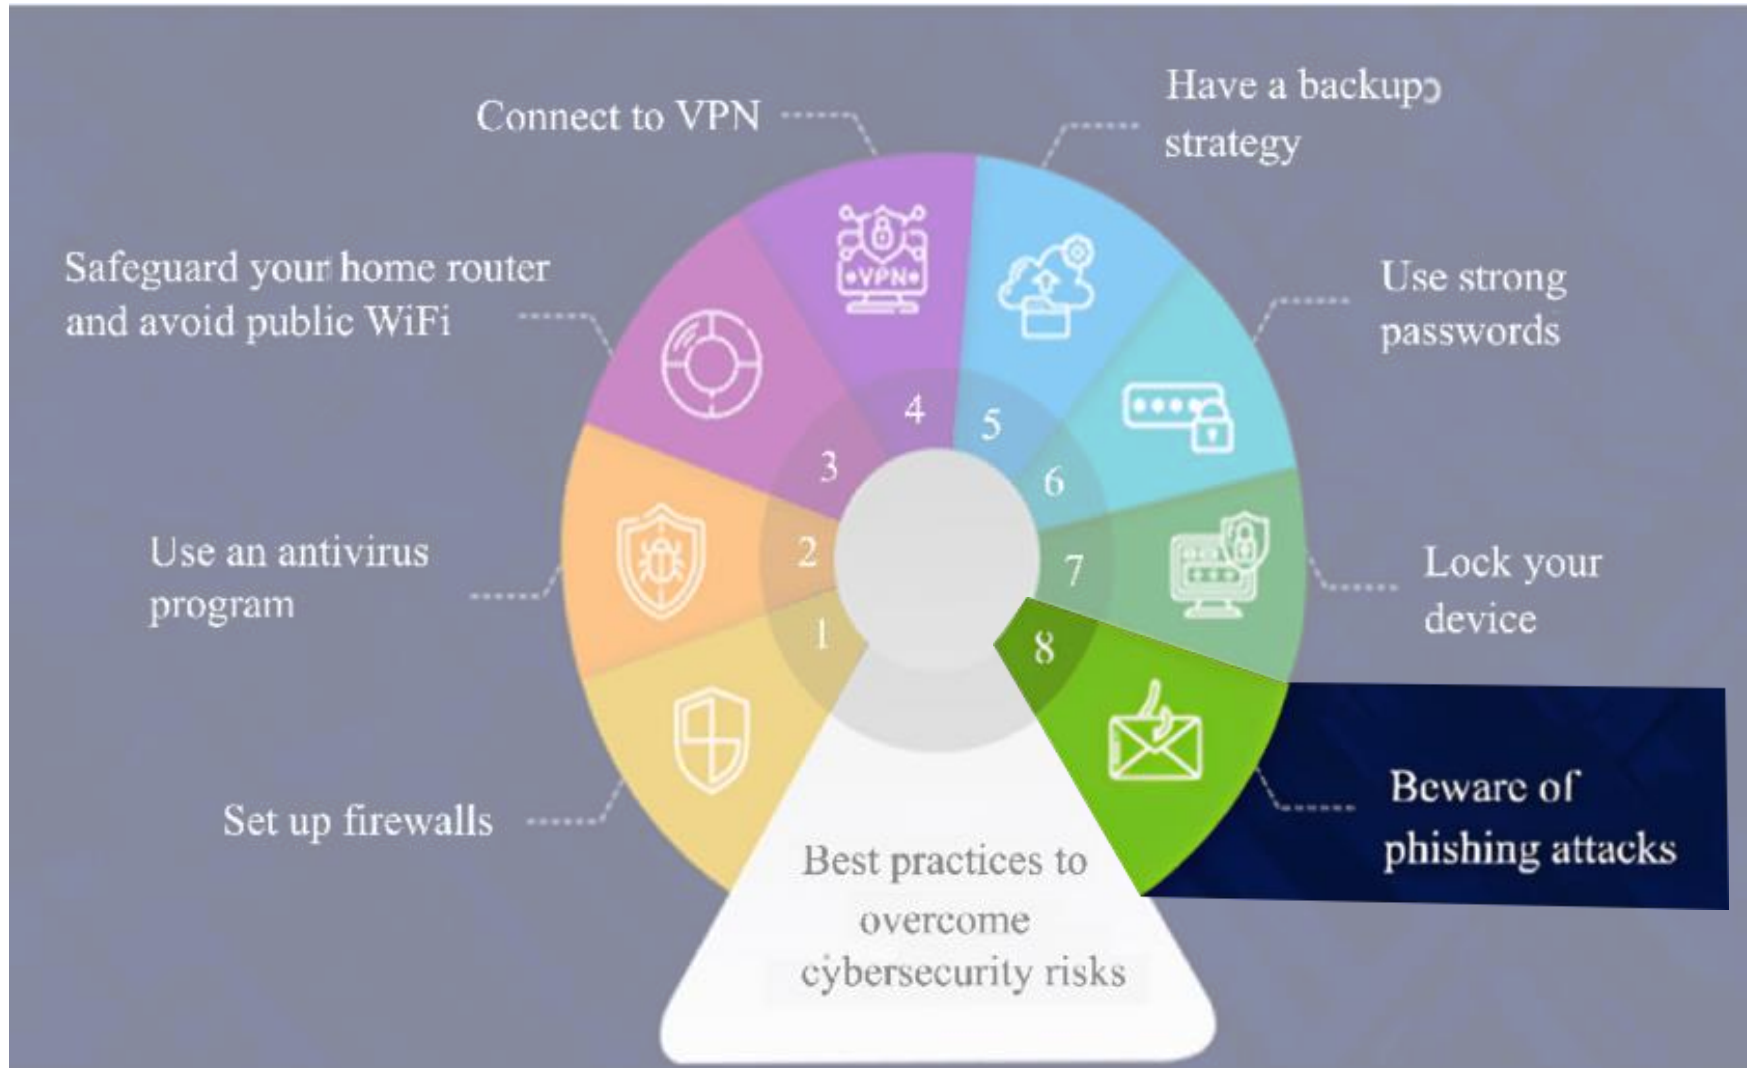 Connect to VPN
Have a backup
strategy
Safeguard your home router
and avoid public WiFi
Use strong
passwords
VPN
4
5
3
6
Use an antivirus
program
2
7
Lock your
device
1
8
Set up firewalls
Beware of
phishing attacks
Best practices to
overcome
cybersecurity risks